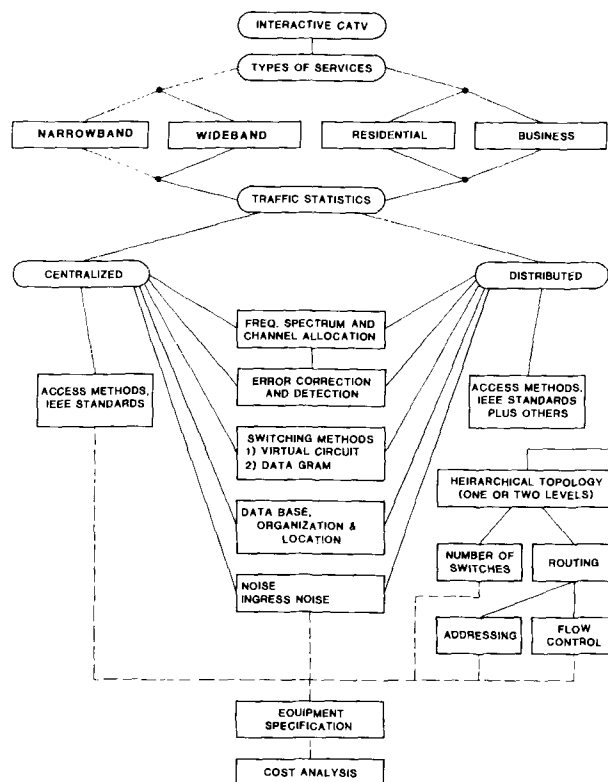 INTERACTIVE CATV
TYPES OF SERVICES
NARROWBAND
WIDEBAND
RESIDENTIAL
BUSINESS
TRAFFIC STATISTICS
CENTRALIZED
DISTRIBUTED
FREQ. SPECTRUM AND
CHANNEL ALLOCATION
ERROR CORRECTION
AND DETECTION
ACCESS METHODS,
IEEE STANDARDS
ACCESS METHODS,
IEEE STANDARDS
PLUS OTHERS
SWITCHING METHODS
1) VIRTUAL CIRCUIT
2) DATA GRAM
HEIRARCHICAL TOPOLOGY
(ONE OR TWO LEVELS)
DATA BASE,
ORGANIZATION &
LOCATION
NUMBER OF
SWITCHES
ROUTING
NOISE
INGRESS NOISE
ADDRESSING
FLOW
CONTROL
EQUIPMENT
SPECIFICATION
COST ANALYSIS